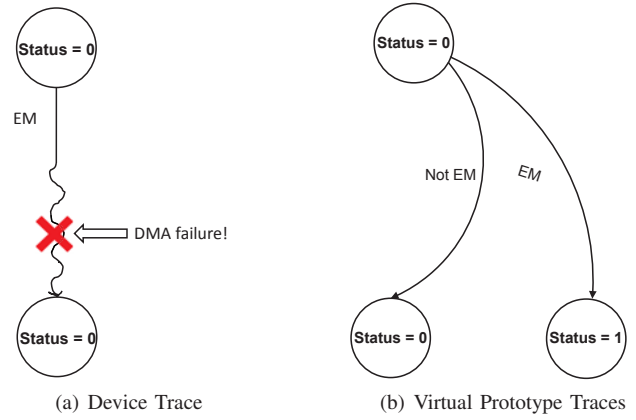 Status = 0
EM
DMA failure!
Status = 0
(a) Device Trace
Status = 0
Not EM
EM
Status = 0
Status = 1
(b) Virtual Prototype Traces